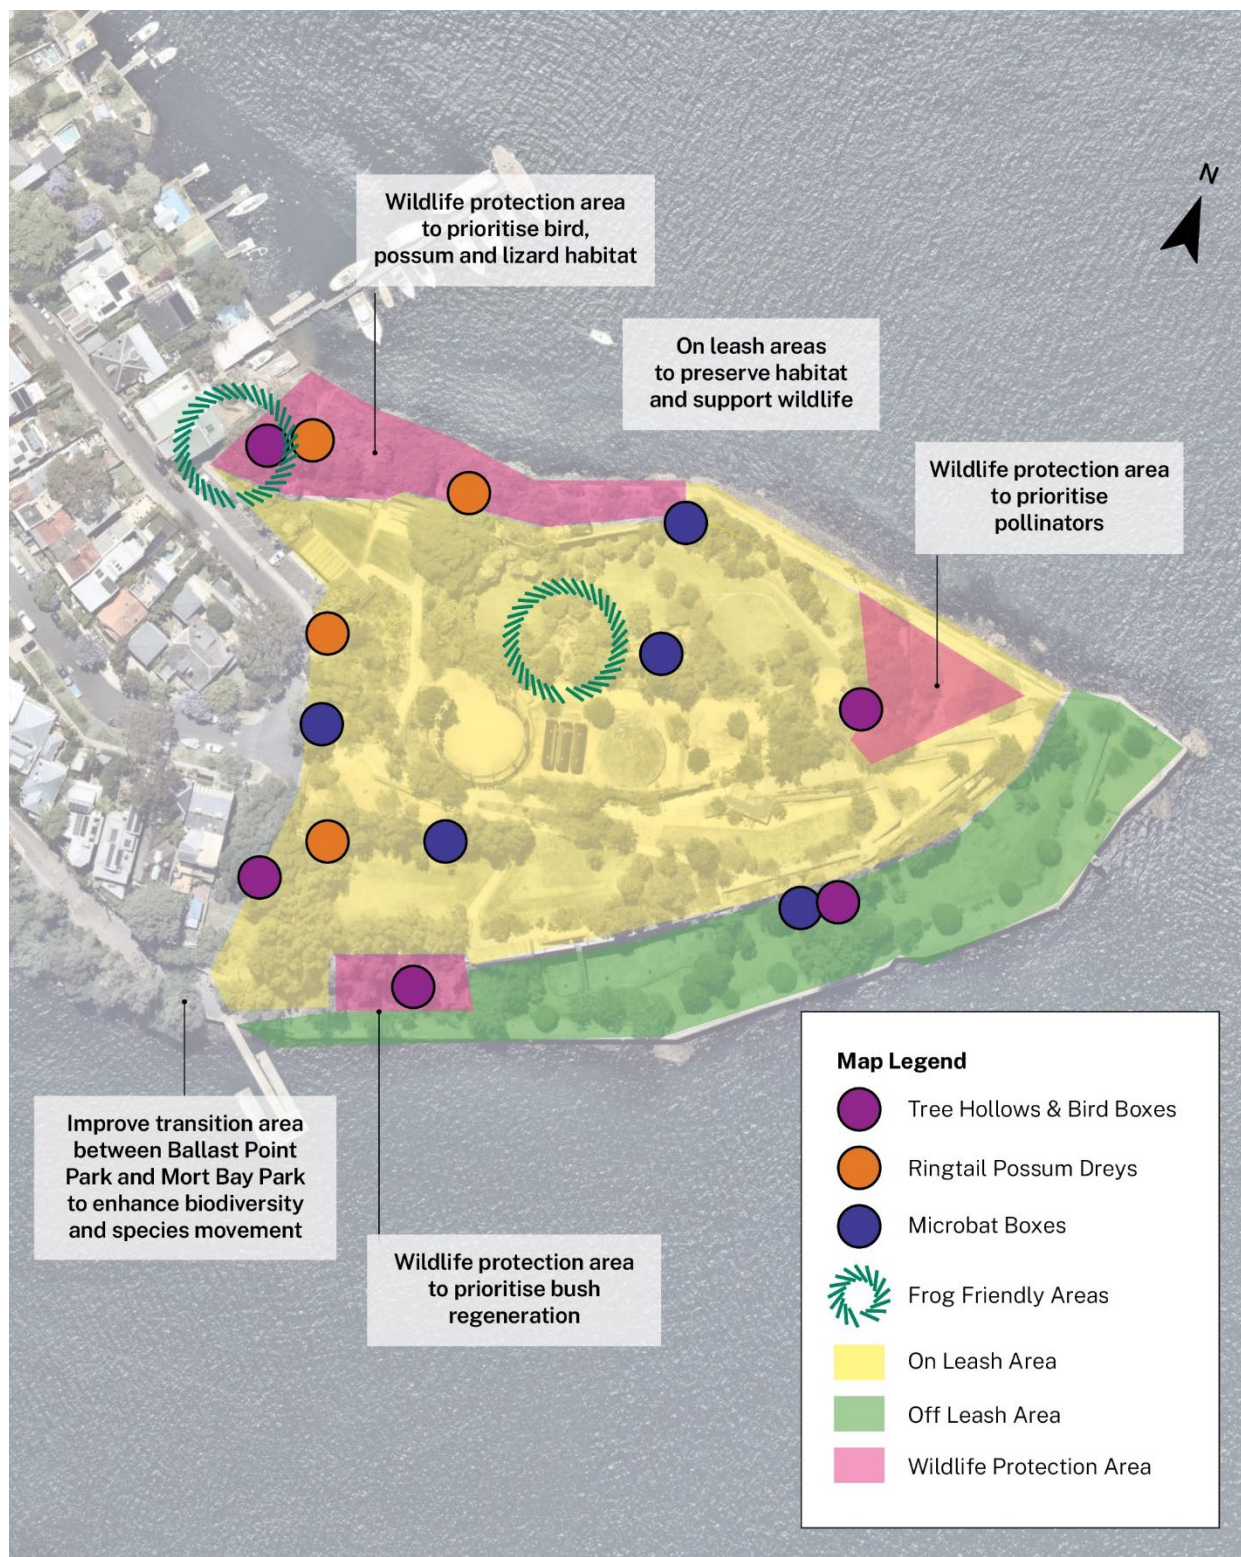 N
Wildlife protection area
to prioritise bird,
possum and lizard habitat
On leash areas
to preserve habitat
and support wildlife
Wildlife protection area
to prioritise
pollinators
Improve transition area
between Ballast Point
Park and Mort Bay Park
to enhance biodiversity
and species movement
Wildlife protection area
to prioritise bush
regeneration
Map Legend
Tree Hollows & Bird Boxes
Ringtail Possum Dreys
Microbat Boxes
Frog Friendly Areas
On Leash Area
Off Leash Area
Wildlife Protection Area